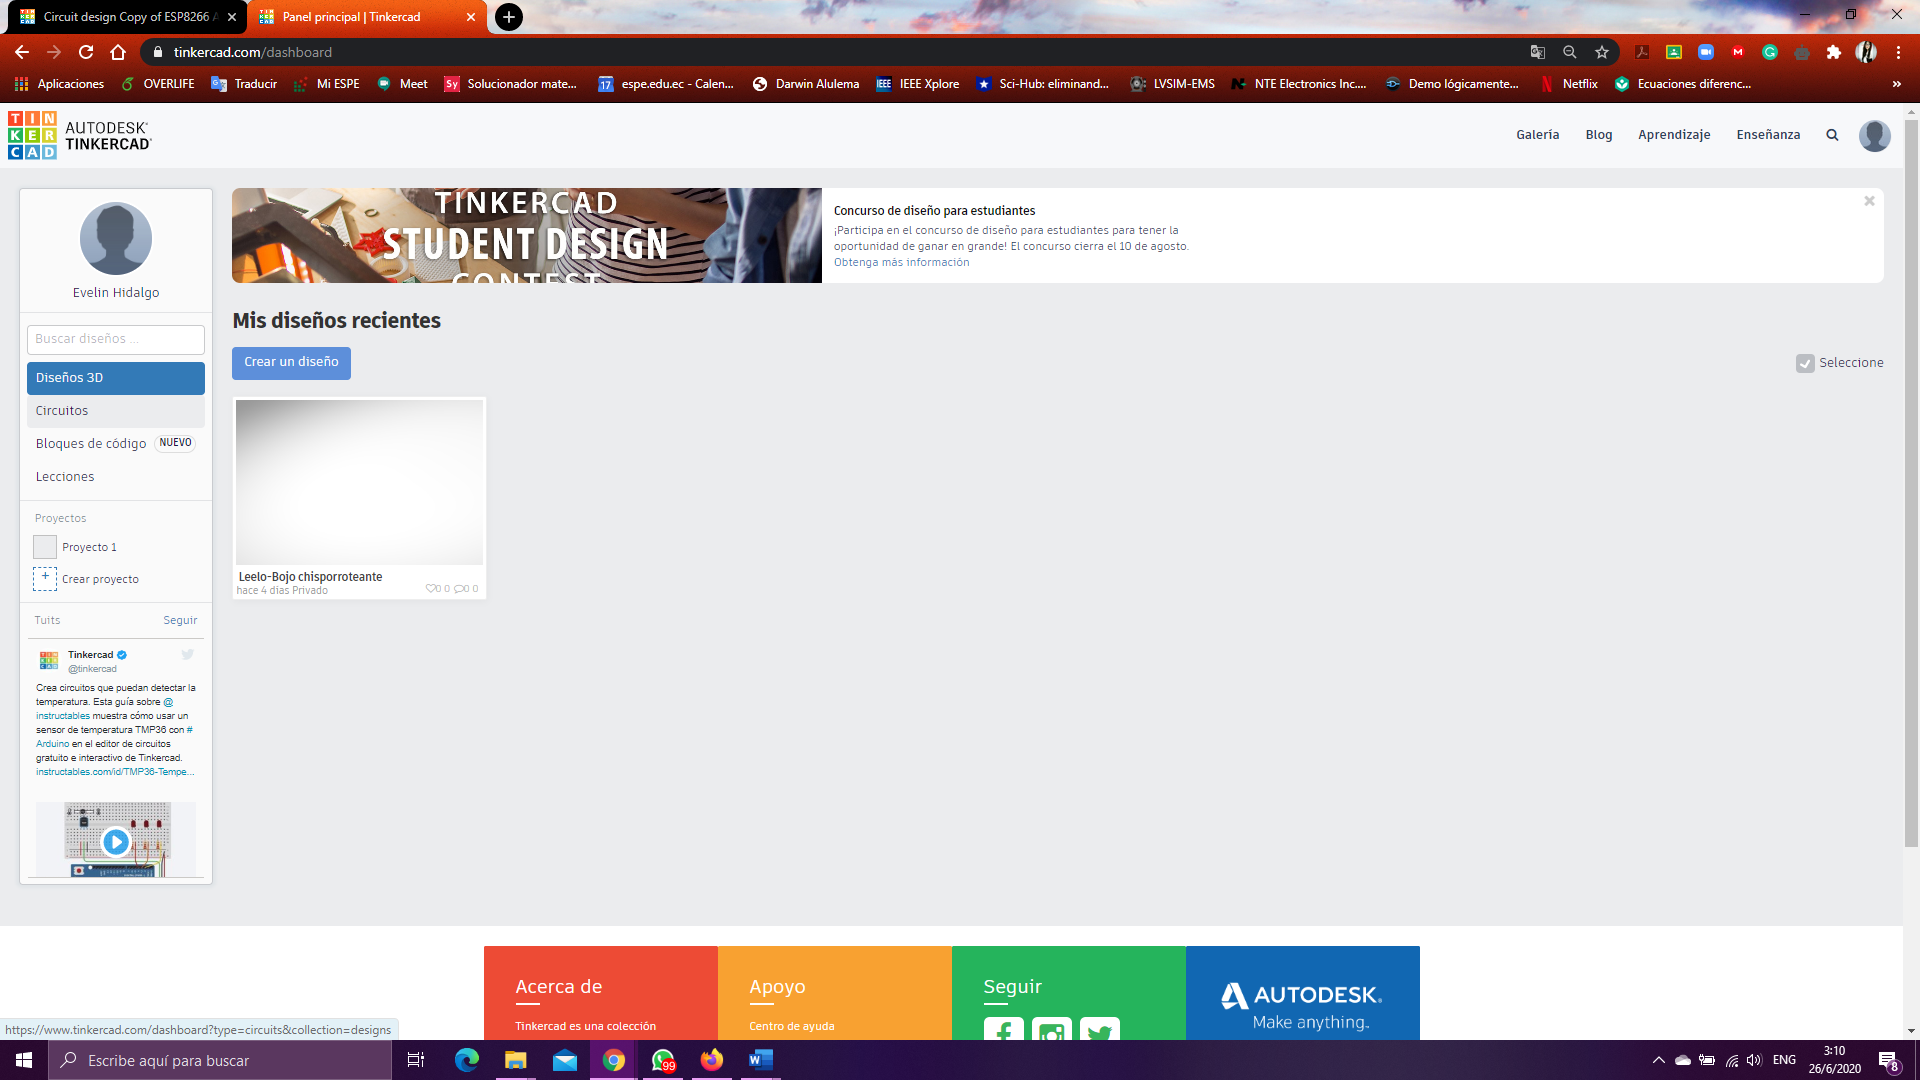 Circuit design Copy of ESP8266
Panel principal | Tinkercad
tinkercad.com/dashboard
Aplicaciones
OVERLIFE
Traducir
Mi ESPE
Meet
Sy
Solucionador mate...
17
espe.edu.ec - Calen...
Darwin Alulema
IEEE
IEEE Xplore
Sci-Hub: eliminand...
LVSIM-EMS
NTE Electronics Inc....
Demo lógicamente...
Netflix
Ecuaciones diferenc...
»
TIN
KER
CAD
AUTODESK®
TINKERCAD®
Galería
Blog
Aprendizaje
Enseñanza
Evelin Hidalgo
Buscar diseños ...
Diseños 3D
Circuitos
Bloques de código NUEVO
Lecciones
Proyectos
Proyecto 1
+ Crear proyecto
Tuits Seguir
Tinkercad
@tinkercad
Crea circuitos que puedan detectar la
temperatura. Esta guía sobre @
instructables muestra cómo usar un
sensor de temperatura TMP36 con #
Arduino en el editor de circuitos
gratuito e interactivo de Tinkercad.
instructables.com/id/TMP36-Tempe...
TINKERCAD
STUDENT DESIGN
CONTEST
Concurso de diseño para estudiantes
¡Participa en el concurso de diseño para estudiantes para tener la
oportunidad de ganar en grande! El concurso cierra el 10 de agosto.
Obtenga más información
Mis diseños recientes
Crear un diseño
Seleccione
Leelo-Bojo chisporroteante
hace 4 días Privado
0 0 0 0
Acerca de
Tinkercad es una colección
Apoyo
Centro de ayuda
Seguir
AUTODESK.
Make anything.
https://www.tinkercad.com/dashboard?type=circuits&collection=designs
Escribe aquí para buscar
99
ENG
3:10
26/6/2020
8